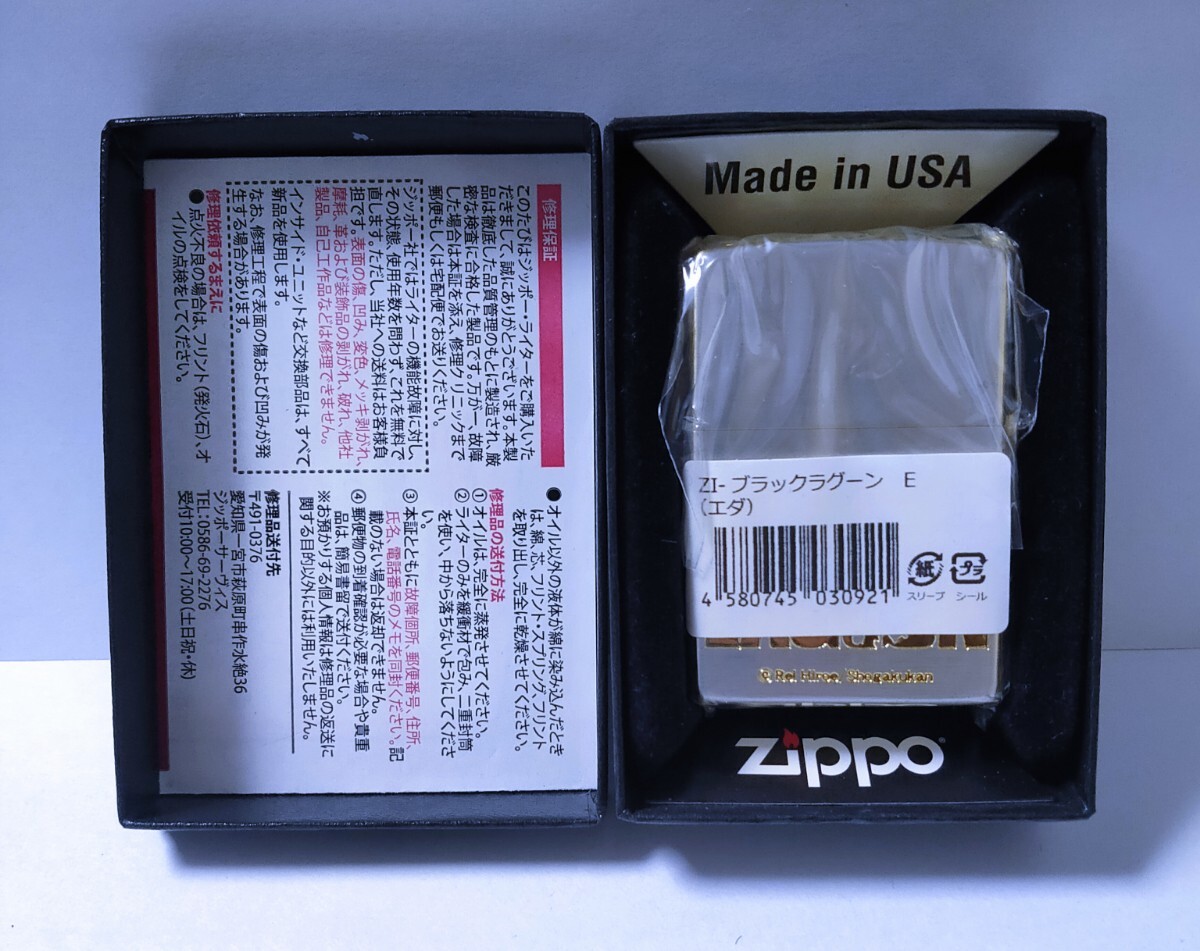 修理保証
このたびはジッポー・ライターをご購入いた
だきまして、誠にありがとうございます。本製
品は徹底した品質管理のもとに製造され、厳
密な検査に合格した製品です。万が一、故障
した場合は本証を添え、修理クリニックまで
郵便もしくは宅配便でお送りください。
ジッポー社ではライターの機能故障に対し、
その状態、使用年数を問わず、これを無料で
直します。ただし、当社への送料はお客様負
担です。表面の傷、凹み、変色、メッキ剥がれ、
摩耗、革および装飾品の剥がれ、破れ、他社
製品、自己工作品などは修理できません。
インサイド・ユニットなど交換部品は、すべて
新品を使用します。
なお、修理工程で表面の傷および凹みが発
生する場合があります。
修理依頼するまえに
●点火不良の場合は、フリント(発火石)、オ
イルの点検をしてください。
●オイル以外の液体が綿に染み込んだとき
は、綿、芯、フリント・スプリング、フリント
を取り出し、完全に乾燥させてください。
修理品の送付方法
①オイルは、完全に蒸発させてください。
②ライターのみを緩衝材で包み、二重封筒
を使い、中から落ちないようにしてくださ
い。
③本証とともに故障個所、郵便番号、住所、
氏名、電話番号のメモを同封ください。記
載のない場合は返却できません。
④郵便物の到着確認が必要な場合や貴重
品は、簡易書留で送付ください。
※お預かりする個人情報は修理品の返送に
関する目的以外には利用いたしません。
修理品送付先
〒491-0376
愛知県一宮市萩原町串作水絶36
ジッポーサーヴィス
TEL:0586-69-2276
受付10:00〜17:00(土日祝・休)
Made in USA
ZI-ブラックラグーン E
(エダ)
4 580745 030921
紙
スリーブ
プラ
シール
© Rei Hiroe, Shogakukan
zippo